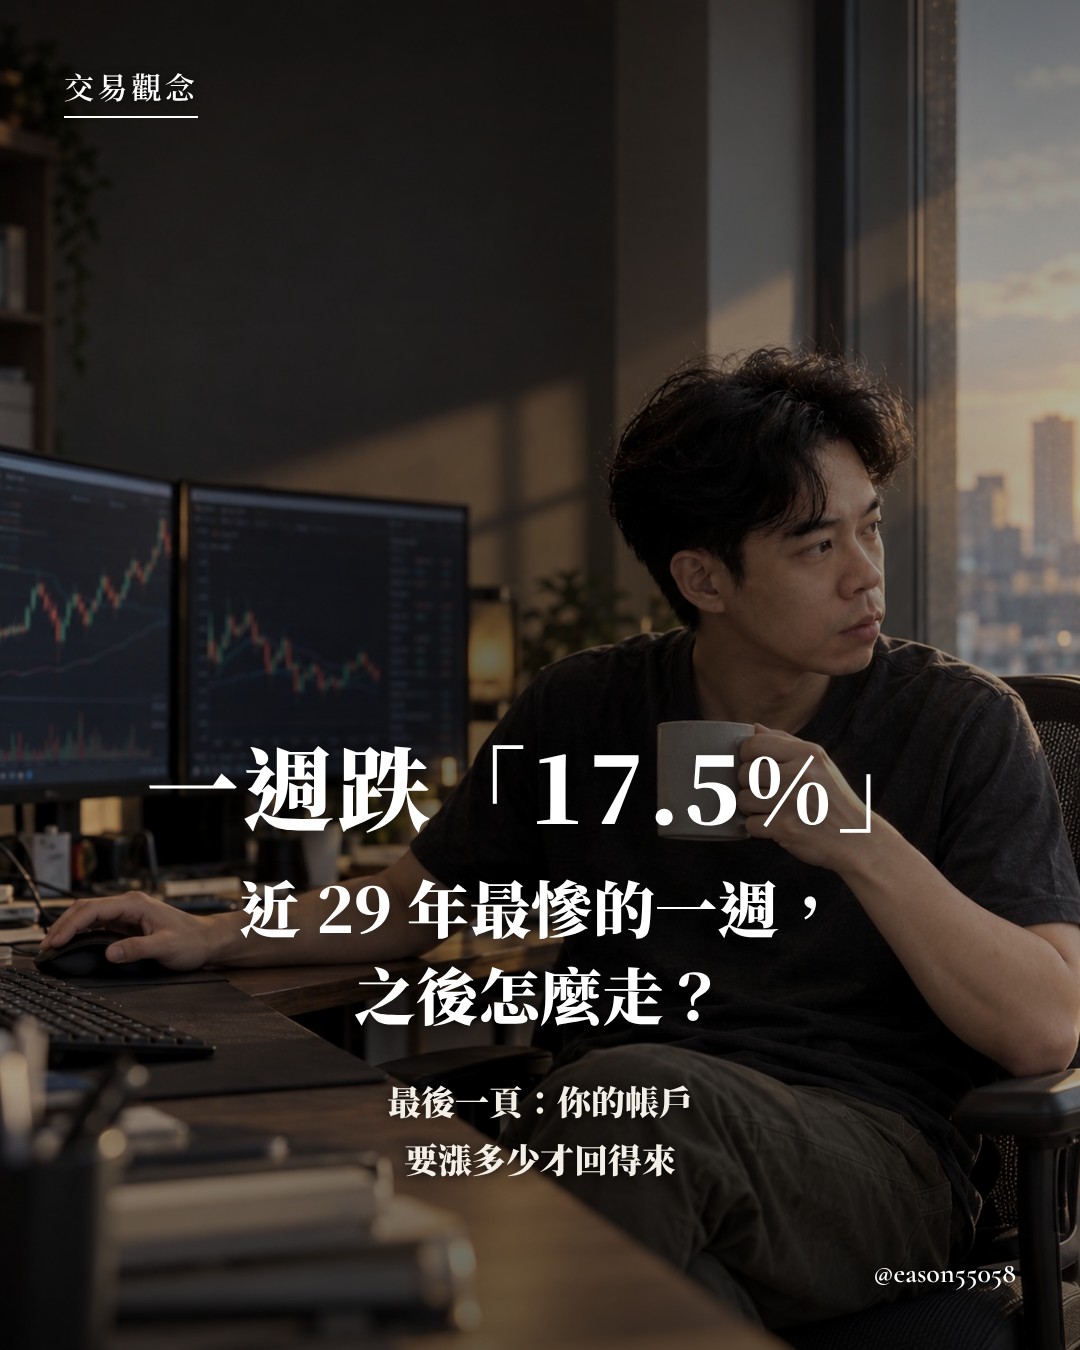 交易觀念
一週跌「17.5%」
近 29 年最慘的一週，
之後怎麼走？
最後一頁：你的帳戶
要漲多少才回得來
@eason55058